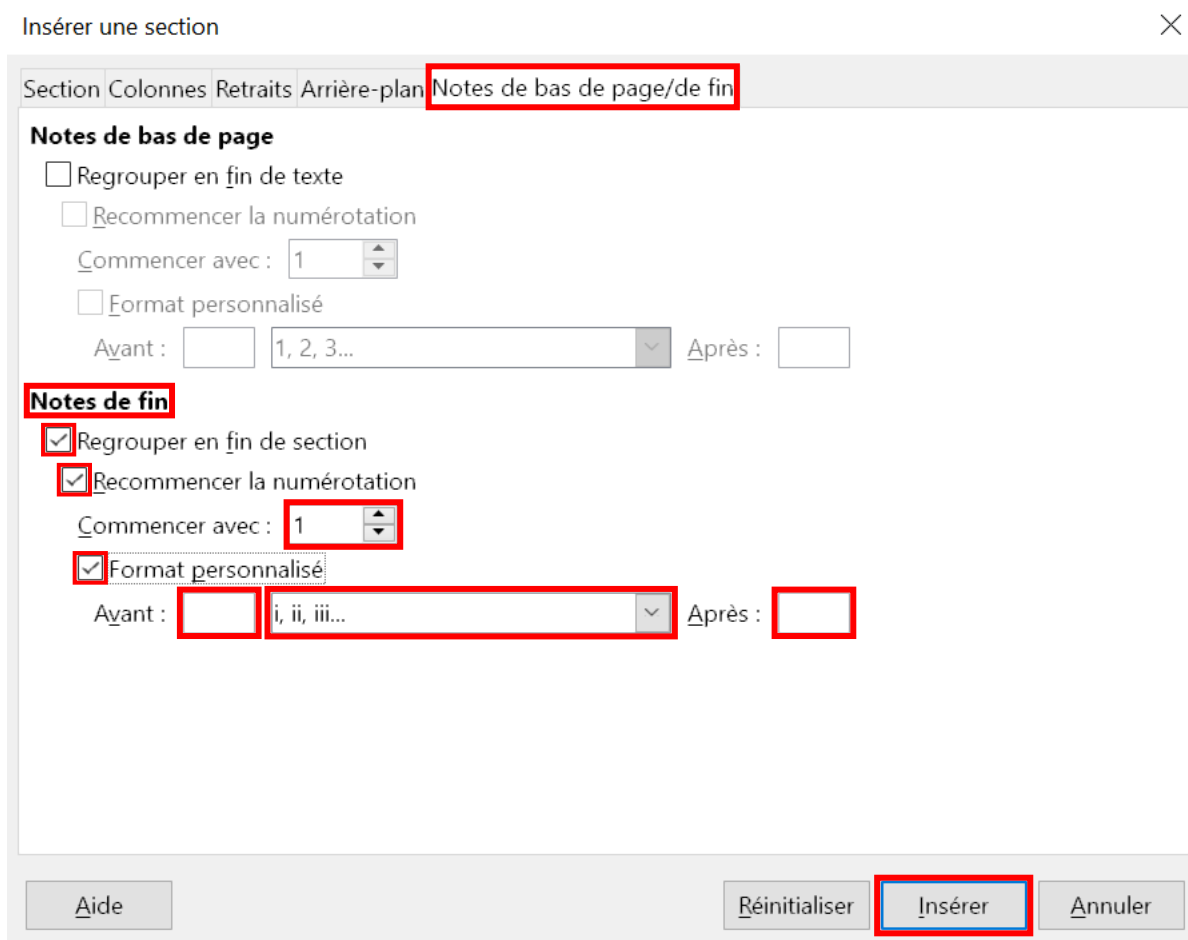 Insérer une section
Section Colonnes Retraits Arrière-plan Notes de bas de page/de fin
Notes de bas de page
Regrouper en fin de texte
Recommencer la numérotation
Commencer avec : 1
Format personnalisé
Avant : 1, 2, 3... Après :
Notes de fin
Regrouper en fin de section
Recommencer la numérotation
Commencer avec : 1
Format personnalisé
Avant : i, ii, iii... Après :
Aide Réinitialiser Insérer Annuler